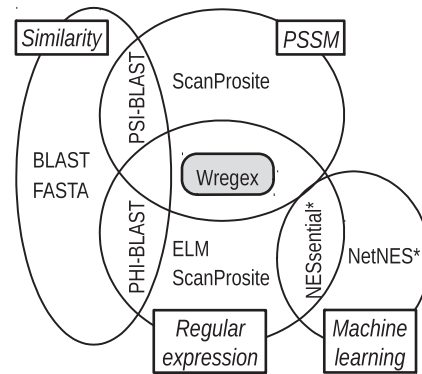 Similarity
PSSM
PSI-BLAST
ScanProsite
BLAST
FASTA
Wregex
PHI-BLAST
ELM
ScanProsite
NESsential*
NetNES*
Regular
expression
Machine
learning